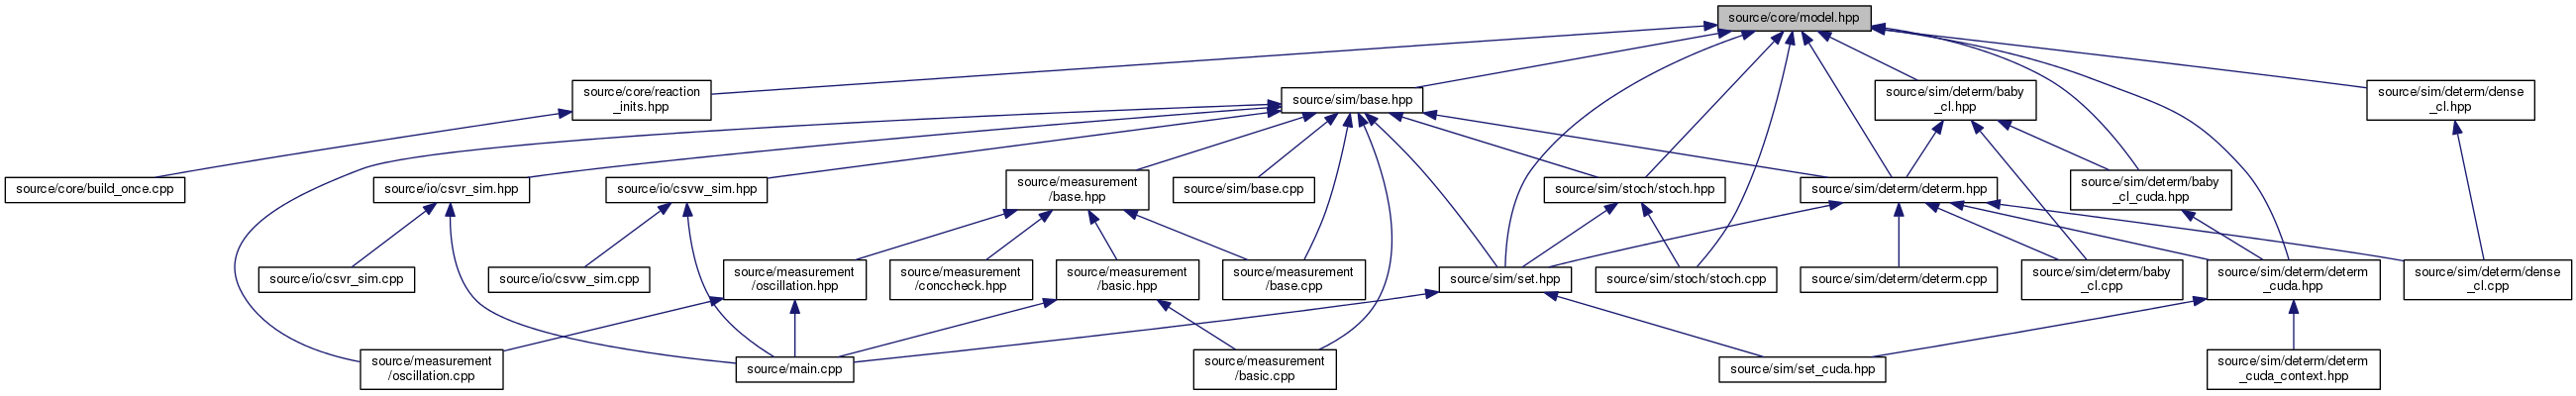 source/core/model.hpp
source/core/reaction
_inits.hpp
source/sim/base.hpp
source/sim/determ/baby
_cl.hpp
source/sim/determ/dense
_cl.hpp
source/core/build_once.cpp
source/io/csvr_sim.hpp
source/io/csvw_sim.hpp
source/measurement
/base.hpp
source/sim/base.cpp
source/sim/stoch/stoch.hpp
source/sim/determ/determ.hpp
source/sim/determ/baby
_cl_cuda.hpp
source/io/csvr_sim.cpp
source/io/csvw_sim.cpp
source/measurement
/oscillation.hpp
source/measurement
/conccheck.hpp
source/measurement
/basic.hpp
source/measurement
/base.cpp
source/sim/set.hpp
source/sim/stoch/stoch.cpp
source/sim/determ/determ.cpp
source/sim/determ/baby
_cl.cpp
source/sim/determ/determ
_cuda.hpp
source/sim/determ/dense
_cl.cpp
source/measurement
/oscillation.cpp
source/main.cpp
source/measurement
/basic.cpp
source/sim/set_cuda.hpp
source/sim/determ/determ
_cuda_context.hpp